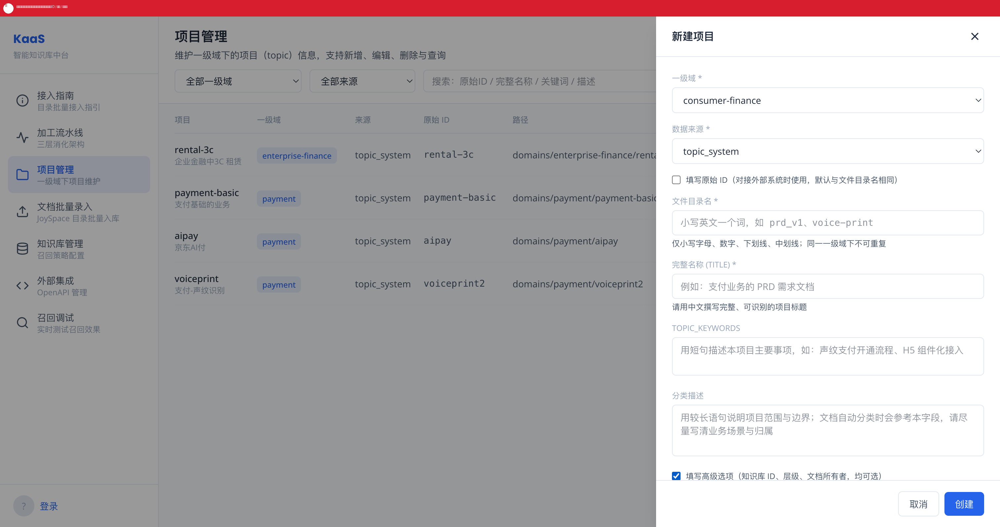 KaaS
智能知识库中台
接入指南
目录批量接入指引
加工流水线
三层消化架构
项目管理
一级域下项目维护
文档批量录入
JoySpace 目录批量入库
知识库管理
召回策略配置
外部集成
OpenAPI 管理
召回调试
实时测试召回效果
? 登录
项目管理
维护一级域下的项目（topic）信息，支持新增、编辑、删除与查询
全部一级域 全部来源 搜索：原始ID / 完整名称 / 关键词 / 描述
项目 一级域 来源 原始 ID 路径
rental-3c enterprise-finance topic_system rental-3c domains/enterprise-finance/renta
企业金融中3C 租赁
payment-basic payment topic_system payment-basic domains/payment/payment-basic
支付基础的业务
aipay payment topic_system aipay domains/payment/aipay
京东AI付
voiceprint payment topic_system voiceprint2 domains/payment/voiceprint2
支付-声纹识别
新建项目
一级域 *
consumer-finance
数据来源 *
topic_system
填写原始 ID（对接外部系统时使用，默认与文件目录名相同）
文件目录名 *
小写英文一个词，如 prd_v1、voice-print
仅小写字母、数字、下划线、中划线；同一一级域下不可重复
完整名称 (TITLE) *
例如：支付业务的 PRD 需求文档
请用中文撰写完整、可识别的项目标题
TOPIC_KEYWORDS
用短句描述本项目主要事项，如：声纹支付开通流程、H5 组件化接入
分类描述
用较长语句说明项目范围与边界；文档自动分类时会参考本字段，请尽
量写清业务场景与归属
填写高级选项（知识库 ID、层级、文档所有者，均可选）
取消 创建